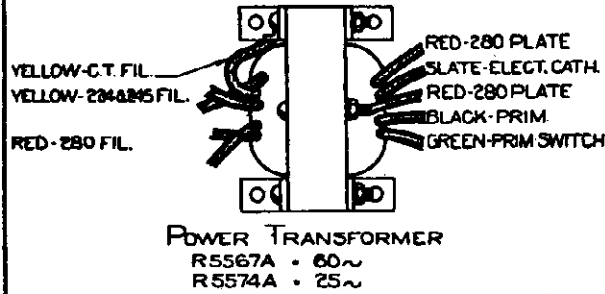 YELLOW-C.T. FIL.
YELLOW-224&245 FIL.
RED-280 FIL.
RED-280 PLATE
SLATE-ELECT. CATH.
RED-280 PLATE
BLACK-PRIM.
GREEN-PRIM SWITCH
POWER TRANSFORMER
R5567A • 60~
R5574A • 25~